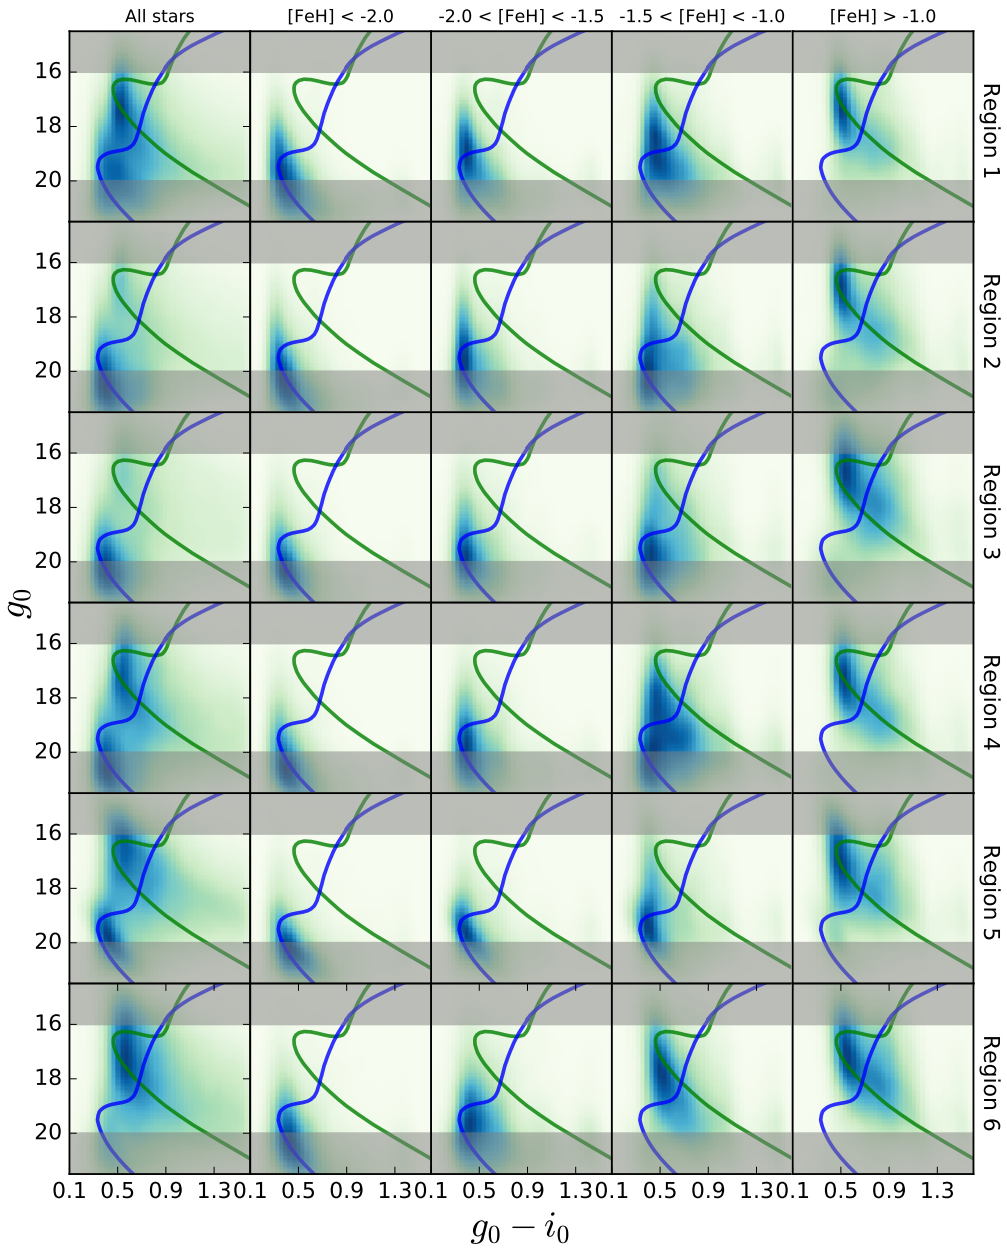 All stars [FeH] < -2.0 -2.0 < [FeH] < -1.5 -1.5 < [FeH] < -1.0 [FeH] > -1.0
16
18
20
Region 1
16
18
20
Region 2
16
18
20
Region 3
g0
16
18
20
Region 4
16
18
20
Region 5
16
18
20
Region 6
0.1 0.5 0.9 1.30.1 0.5 0.9 1.30.1 0.5 0.9 1.30.1 0.5 0.9 1.30.1 0.5 0.9 1.3
g0 − i0